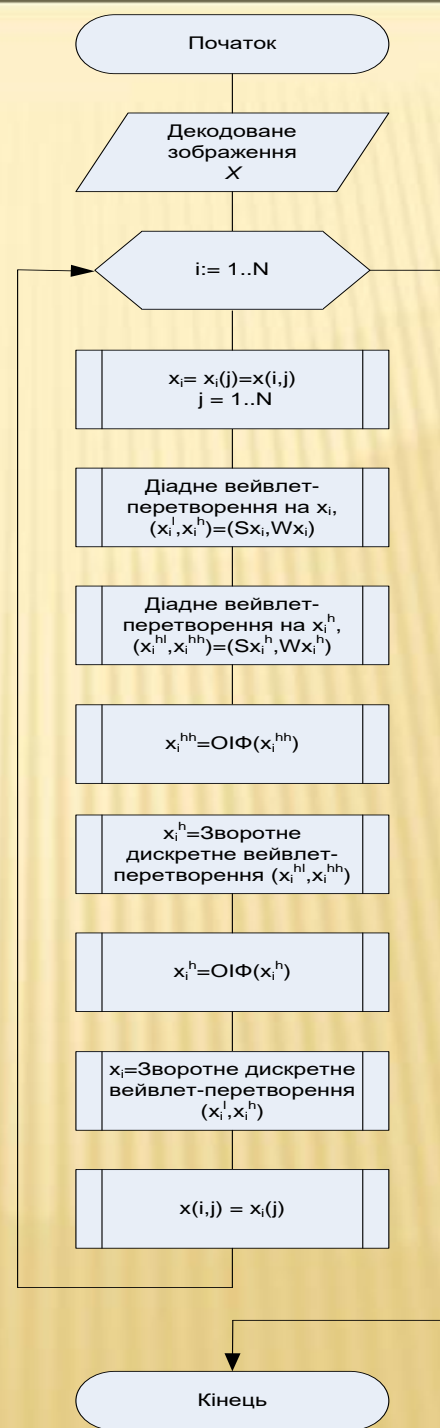 Початок
Декодоване
зображення
X
i:= 1..N
xᵢ= xᵢ(j)=x(i,j)
j = 1..N
Діадне вейвлет-
перетворення на xᵢ,
(xᵢˡ,xᵢʰ)=(Sxᵢ,Wxᵢ)
Діадне вейвлет-
перетворення на xᵢʰ,
(xᵢʰˡ,xᵢʰʰ)=(Sxᵢʰ,Wxᵢʰ)
xᵢʰʰ=ОІФ(xᵢʰʰ)
xᵢʰ=Зворотне
дискретне вейвлет-
перетворення (xᵢʰˡ,xᵢʰʰ)
xᵢʰ=ОІФ(xᵢʰ)
xᵢ=Зворотне дискретне
вейвлет-перетворення
(xᵢˡ,xᵢʰ)
x(i,j) = xᵢ(j)
Кінець